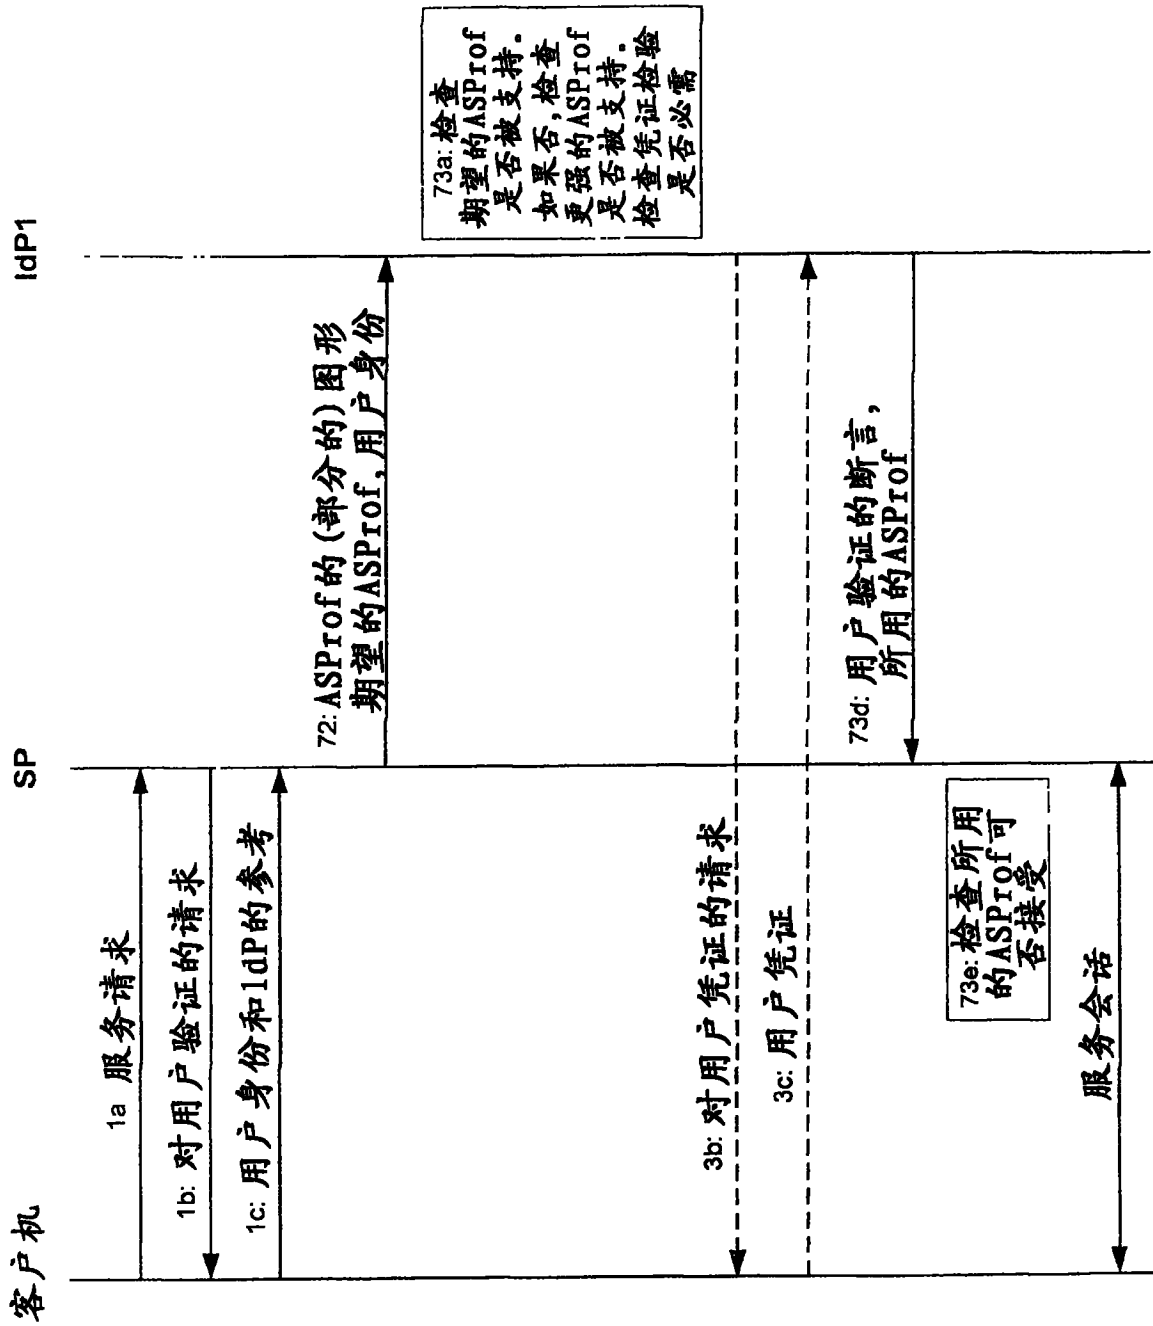 客户机
SP
IdP1
1a 服务请求
1b: 对用户验证的请求
1c: 用户身份和IdP的参考
72: ASProf的(部分的)图形
期望的ASProf,用户身份
73a: 检查
期望的ASProf
是否被支持.
如果否,检查
更强的ASProf
是否被支持.
检查凭证检验
是否必需
3b: 对用户凭证的请求
3c: 用户凭证
73d: 用户验证的断言,
所用的ASProf
73e: 检查所用
的ASProf可
否接受
服务会话